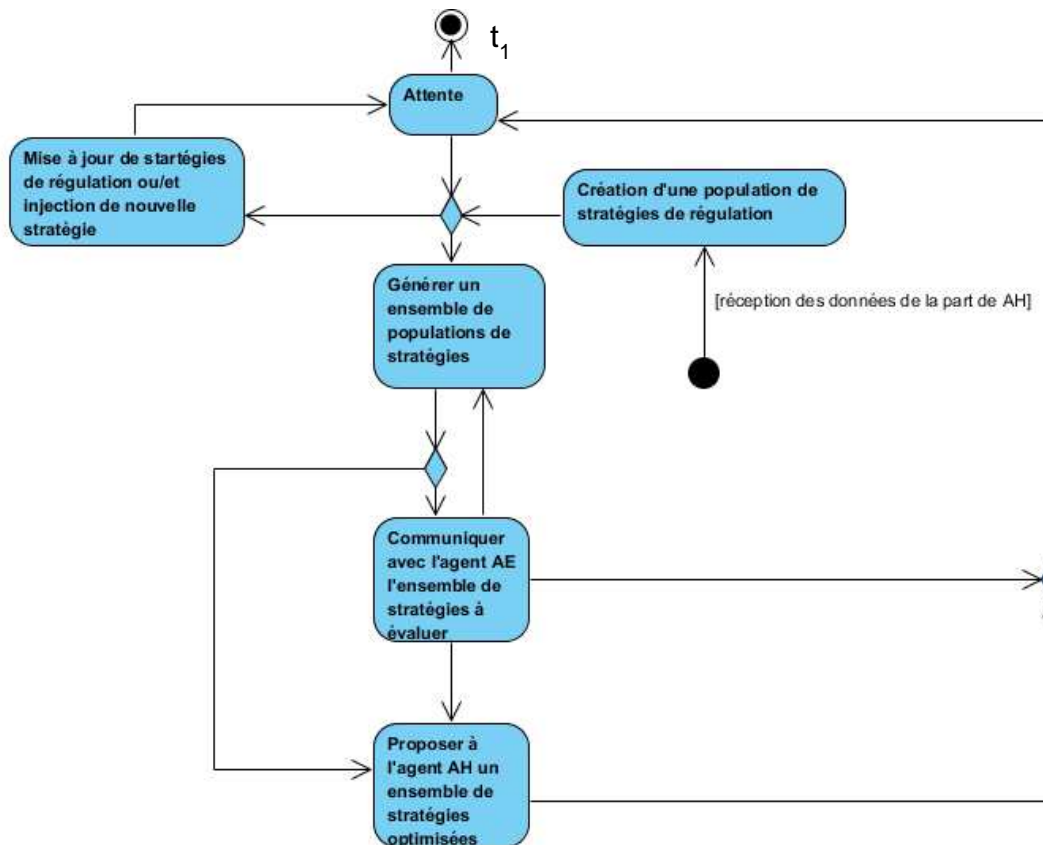 t1
Attente
Mise à jour de startégies
de régulation ou/et
injection de nouvelle
stratégie
Création d'une population de
stratégies de régulation
Générer un
ensemble de
populations de
stratégies
[réception des données de la part de AH]
Communiquer
avec l'agent AE
l'ensemble de
stratégies à
évaluer
Proposer à
l'agent AH un
ensemble de
stratégies
optimisées